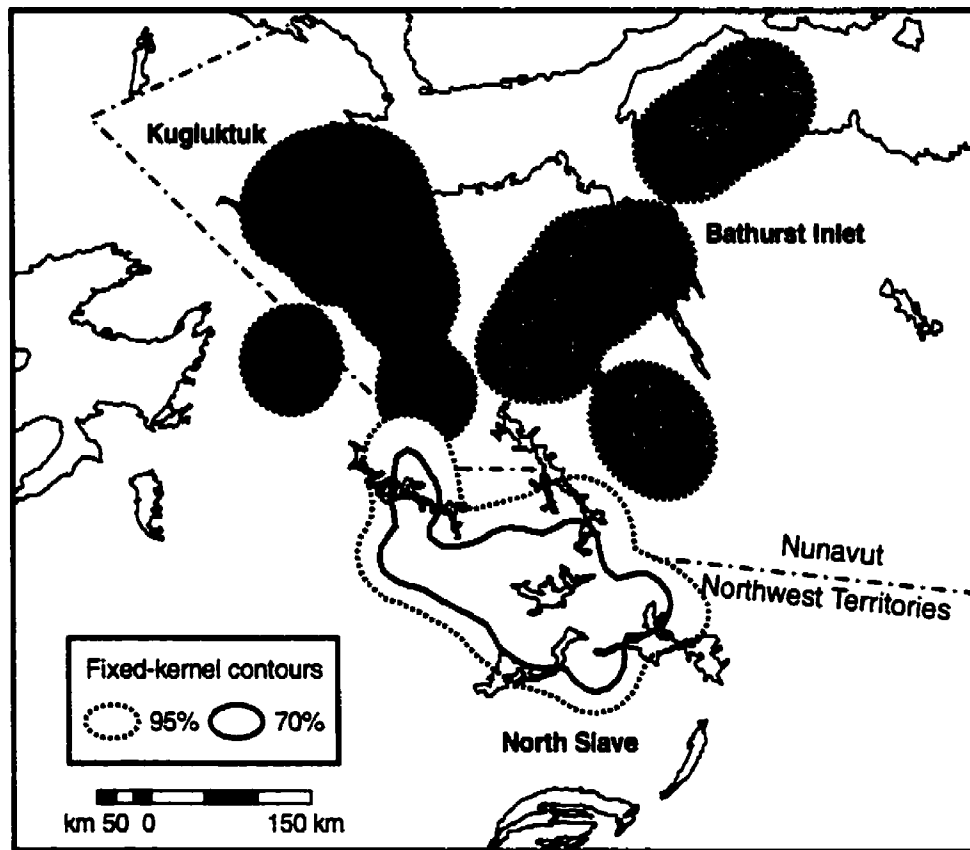 Kugluktuk
Bathurst Inlet
Nunavut
Northwest Territories
Fixed-kernel contours
95% 70%
North Slave
km 50 0 150 km